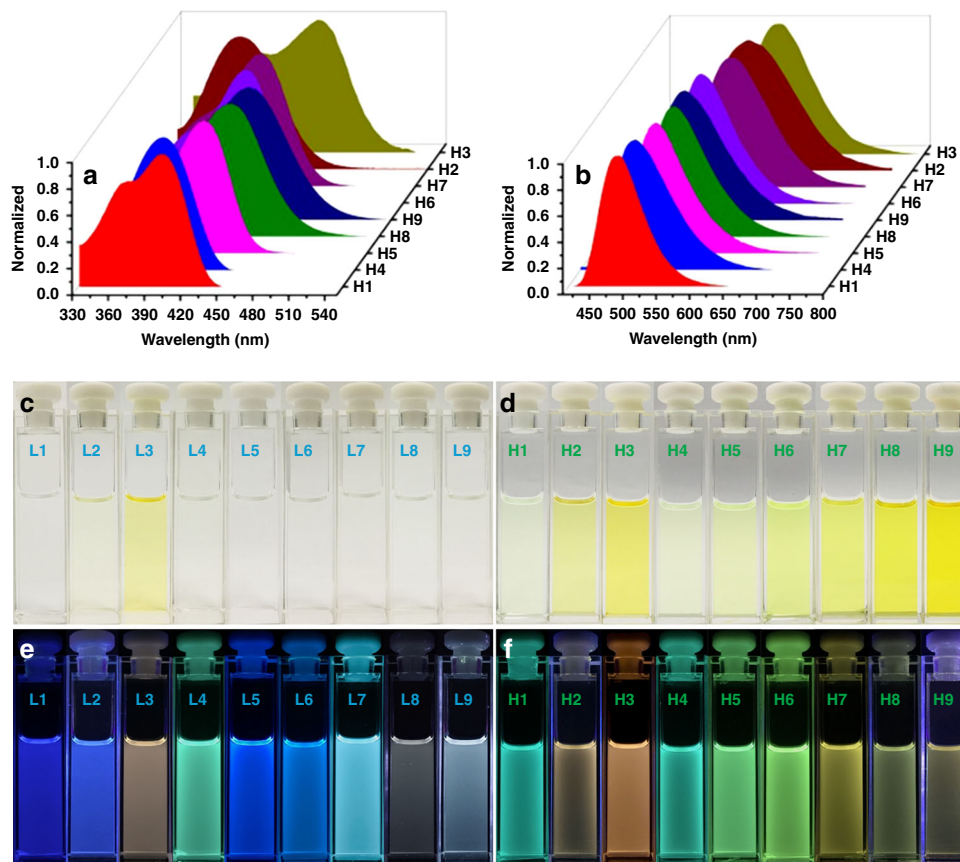 a
Normalized
1.0
0.8
0.6
0.4
0.2
0.0
330 360 390 420 450 480 510 540
Wavelength (nm)
H3
H2
H7
H6
H9
H8
H5
H4
H1
b
Normalized
1.0
0.8
0.6
0.4
0.2
0.0
450 500 550 600 650 700 750 800
Wavelength (nm)
H3
H2
H7
H6
H9
H8
H5
H4
H1
c
L1 L2 L3 L4 L5 L6 L7 L8 L9
d
H1 H2 H3 H4 H5 H6 H7 H8 H9
e
L1 L2 L3 L4 L5 L6 L7 L8 L9
f
H1 H2 H3 H4 H5 H6 H7 H8 H9